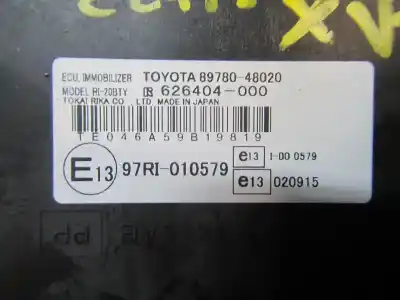 ECU, IMMOBILIZER TOYOTA 89780-48020
MODEL RI-20BTY 626404-000
TOKAI RIKA CO., LTD. MADE IN JAPAN
TE046A59B19819
E13 97RI-010579
e13 I-00 0579
e13 020915
PP